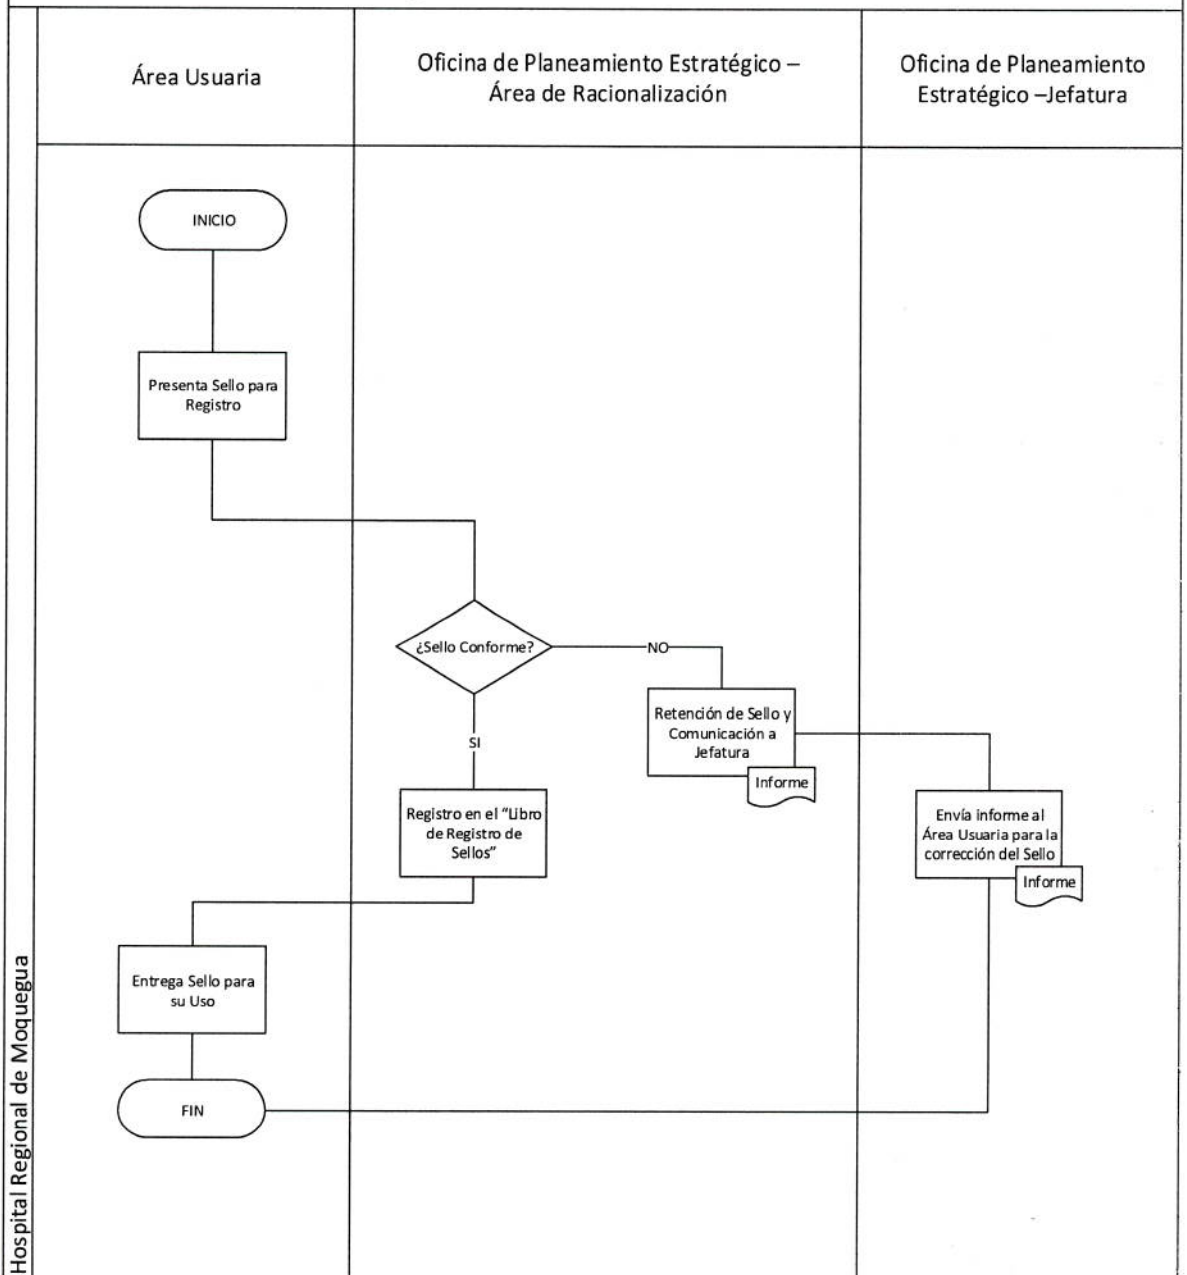 Área Usuaria
Oficina de Planeamiento Estratégico –
Área de Racionalización
Oficina de Planeamiento
Estratégico –Jefatura
INICIO
Presenta Sello para
Registro
¿Sello Conforme?
NO
SI
Retención de Sello y
Comunicación a
Jefatura
Informe
Registro en el “Libro
de Registro de
Sellos”
Envía informe al
Área Usuaria para la
corrección del Sello
Informe
Entrega Sello para
su Uso
FIN
Hospital Regional de Moquegua